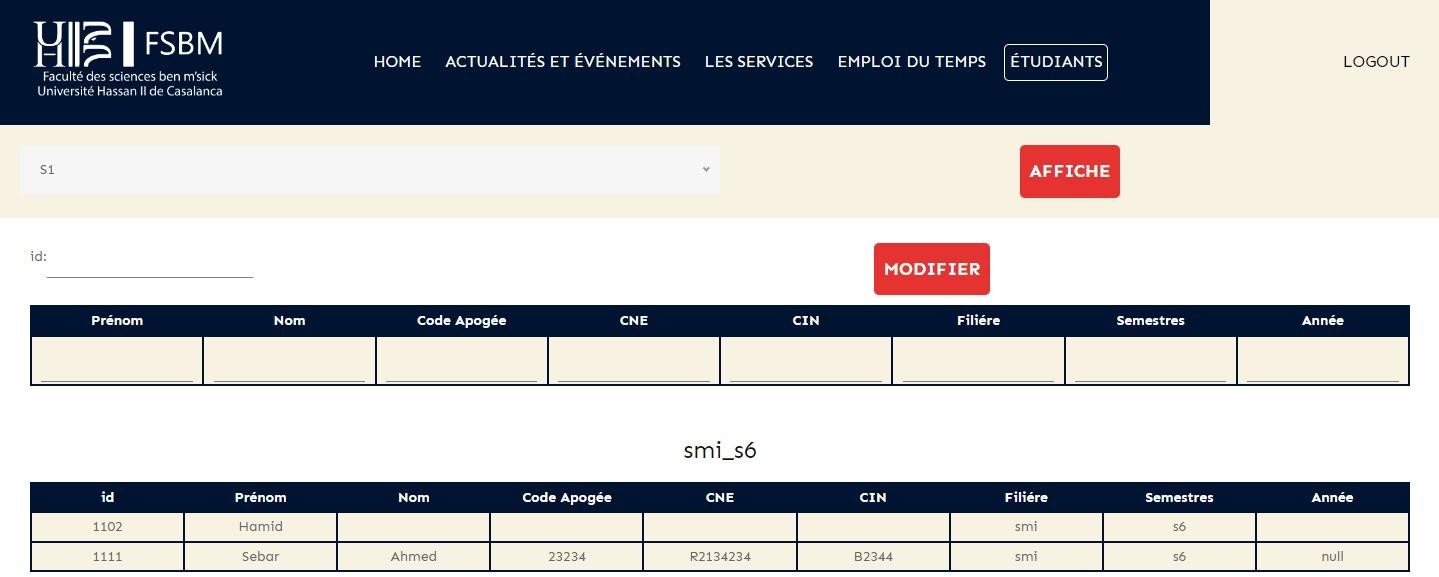 FSBM
Faculté des sciences ben m'sick
Université Hassan II de Casalanca
HOME ACTUALITÉS ET ÉVÉNEMENTS LES SERVICES EMPLOI DU TEMPS ÉTUDIANTS LOGOUT
S1 AFFICHE
id: MODIFIER
Prénom Nom Code Apogée CNE CIN Filiére Semestres Année
smi_s6
id Prénom Nom Code Apogée CNE CIN Filiére Semestres Année
1102 Hamid smi s6
1111 Sebar Ahmed 23234 R2134234 B2344 smi s6 null